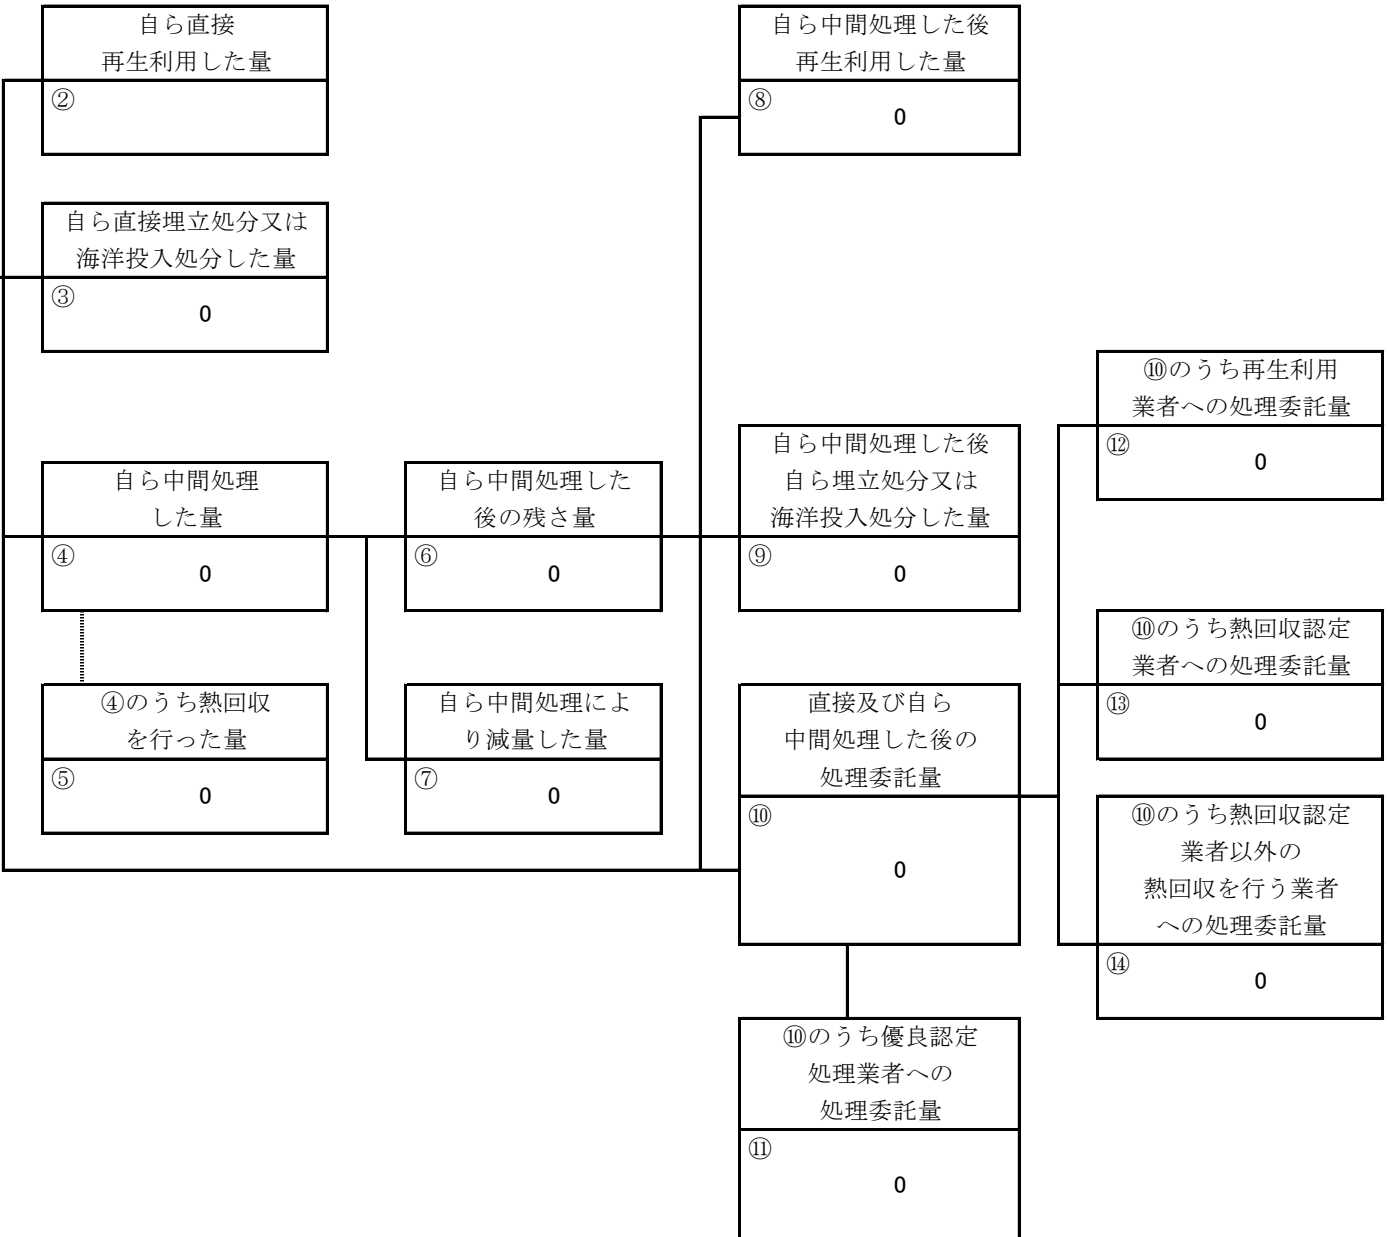 自ら直接
再生利用した量
②
自ら中間処理した後
再生利用した量
⑧
0
自ら直接埋立処分又は
海洋投入処分した量
③
0
⑩のうち再生利用
業者への処理委託量
⑫
0
自ら中間処理
した量
④
0
自ら中間処理した
後の残さ量
⑥
0
自ら中間処理した後
自ら埋立処分又は
海洋投入処分した量
⑨
0
⑩のうち熱回収認定
業者への処理委託量
⑬
0
④のうち熱回収
を行った量
⑤
0
自ら中間処理によ
り減量した量
⑦
0
直接及び自ら
中間処理した後の
処理委託量
⑩
0
⑩のうち熱回収認定
業者以外の
熱回収を行う業者
への処理委託量
⑭
0
⑩のうち優良認定
処理業者への
処理委託量
⑪
0